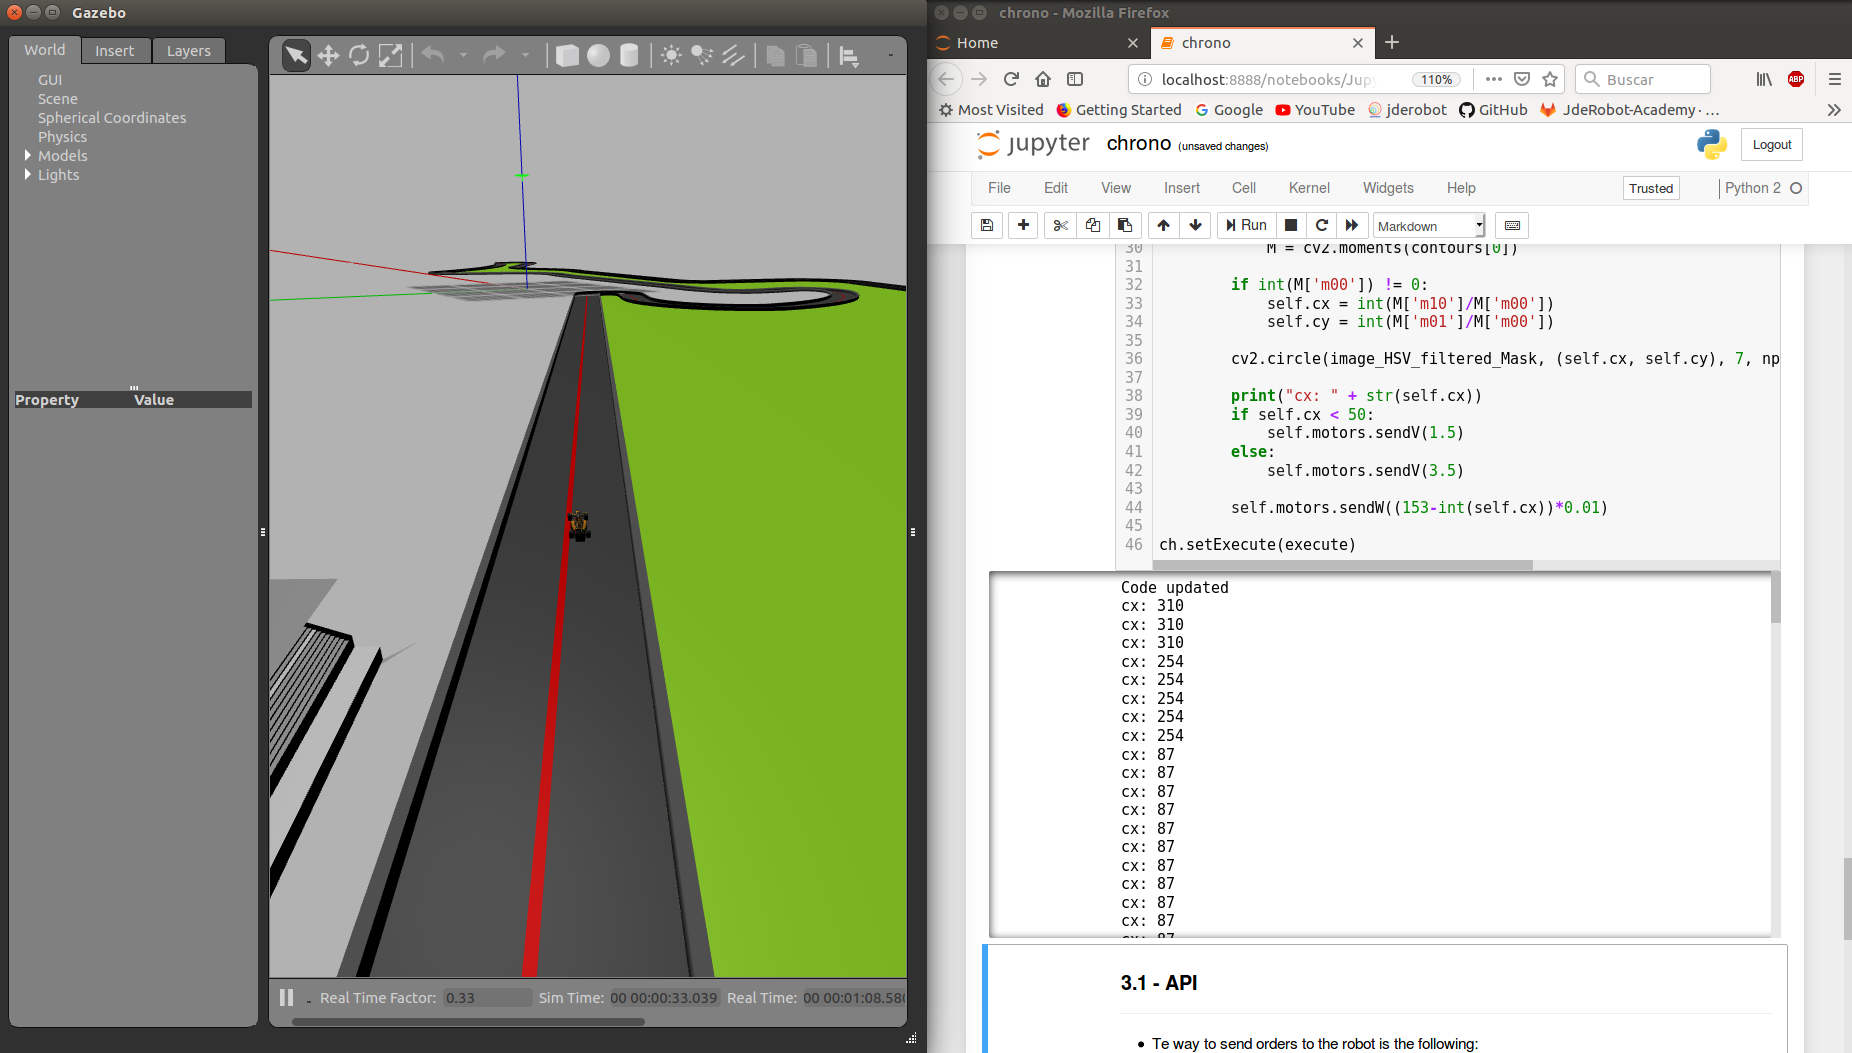 Gazebo
World
Insert
Layers
GUI
Scene
Spherical Coordinates
Physics
Models
Lights
Property
Value
Real Time Factor: 0.33 Sim Time: 00 00:00:33.039 Real Time: 00 00:01:08.580
chrono - Mozilla Firefox
Home
chrono
localhost:8888/notebooks/Jupy
110%
Buscar
ABP
Most Visited
Getting Started
Google
YouTube
jderobot
GitHub
JdeRobot-Academy · …
jupyter chrono (unsaved changes)
Logout
File Edit View Insert Cell Kernel Widgets Help
Trusted
Python 2
Run
Markdown
30 M = cv2.moments(contours[0])
31
32 if int(M['m00']) != 0:
33 self.cx = int(M['m10']/M['m00'])
34 self.cy = int(M['m01']/M['m00'])
35
36 cv2.circle(image_HSV_filtered_Mask, (self.cx, self.cy), 7, np
37
38 print("cx: " + str(self.cx))
39 if self.cx < 50:
40 self.motors.sendV(1.5)
41 else:
42 self.motors.sendV(3.5)
43
44 self.motors.sendW((153-int(self.cx))*0.01)
45
46 ch.setExecute(execute)
Code updated
cx: 310
cx: 310
cx: 310
cx: 254
cx: 254
cx: 254
cx: 254
cx: 254
cx: 87
cx: 87
cx: 87
cx: 87
cx: 87
cx: 87
cx: 87
cx: 87
cx: 87
cx: 87
cx: 87
3.1 - API
• Te way to send orders to the robot is the following: